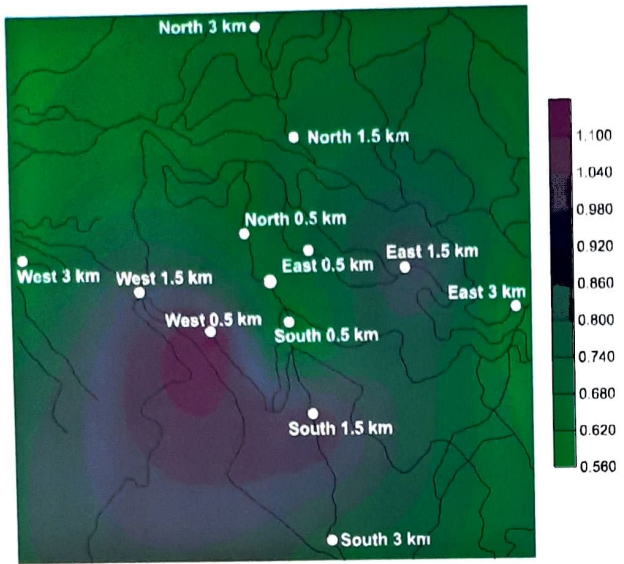 North 3 km
North 1.5 km
North 0.5 km
East 1.5 km
East 0.5 km
West 3 km
West 1.5 km
East 3 km
West 0.5 km
South 0.5 km
South 1.5 km
South 3 km
1.100
1.040
0.980
0.920
0.860
0.800
0.740
0.680
0.620
0.560